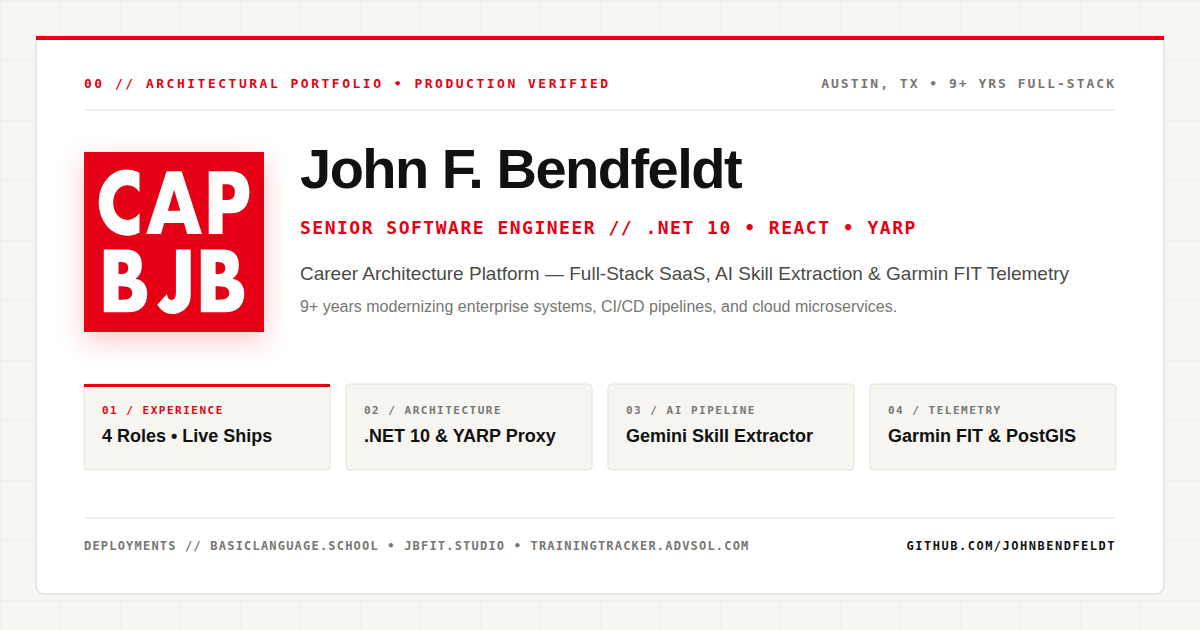 00 // ARCHITECTURAL PORTFOLIO • PRODUCTION VERIFIED
AUSTIN, TX • 9+ YRS FULL-STACK
CAP
BJB
John F. Bendfeldt
SENIOR SOFTWARE ENGINEER // .NET 10 • REACT • YARP
Career Architecture Platform — Full-Stack SaaS, AI Skill Extraction & Garmin FIT Telemetry
9+ years modernizing enterprise systems, CI/CD pipelines, and cloud microservices.
01 / EXPERIENCE
4 Roles • Live Ships
02 / ARCHITECTURE
.NET 10 & YARP Proxy
03 / AI PIPELINE
Gemini Skill Extractor
04 / TELEMETRY
Garmin FIT & PostGIS
DEPLOYMENTS // BASICLANGUAGE.SCHOOL • JBFIT.STUDIO • TRAININGTRACKER.ADVSOL.COM
GITHUB.COM/JOHNBENDFELDT